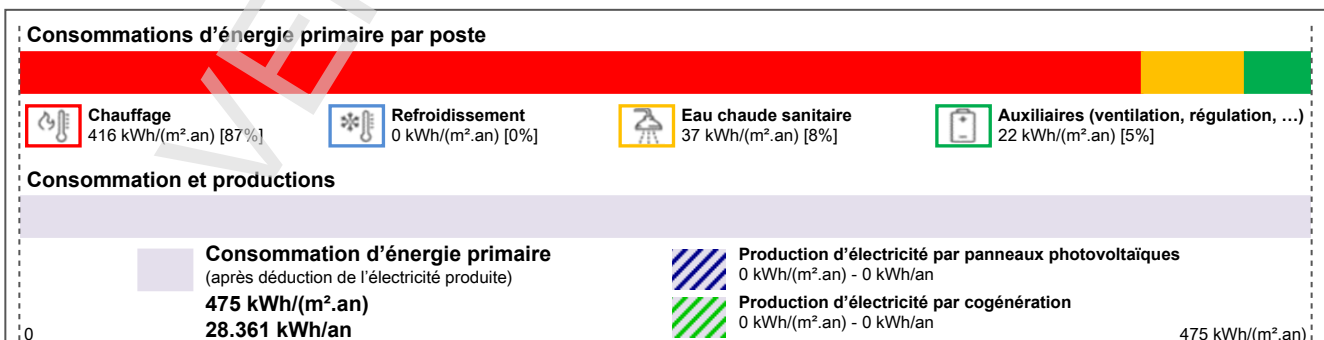 Consommations d'énergie primaire par poste
Chauffage
416 kWh/(m².an) [87%]
Refroidissement
0 kWh/(m².an) [0%]
Eau chaude sanitaire
37 kWh/(m².an) [8%]
Auxiliaires (ventilation, régulation, …)
22 kWh/(m².an) [5%]
Consommation et productions
Consommation d'énergie primaire
(après déduction de l'électricité produite)
475 kWh/(m².an)
28.361 kWh/an
Production d'électricité par panneaux photovoltaïques
0 kWh/(m².an) - 0 kWh/an
Production d'électricité par cogénération
0 kWh/(m².an) - 0 kWh/an
0
475 kWh/(m².an)